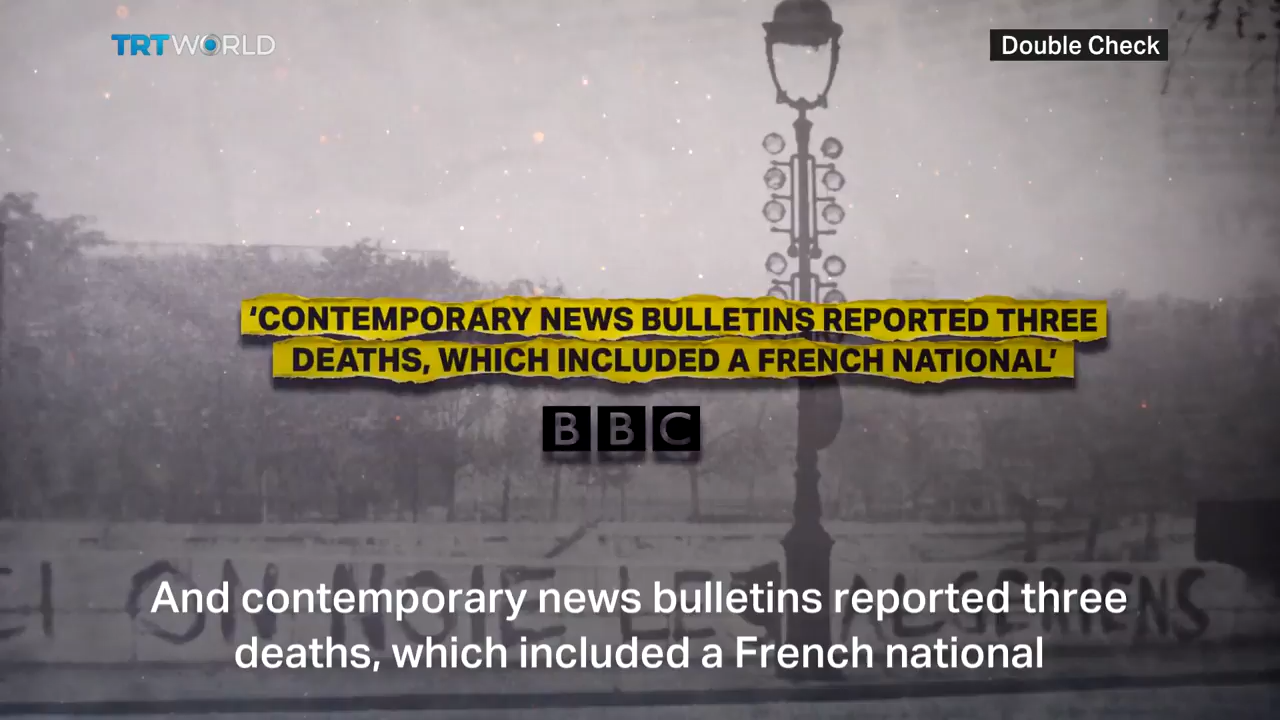 TRT WORLD
Double Check
‘CONTEMPORARY NEWS BULLETINS REPORTED THREE
DEATHS, WHICH INCLUDED A FRENCH NATIONAL’
BBC
I ON NOIE LES ALGERIENS
And contemporary news bulletins reported three
deaths, which included a French national